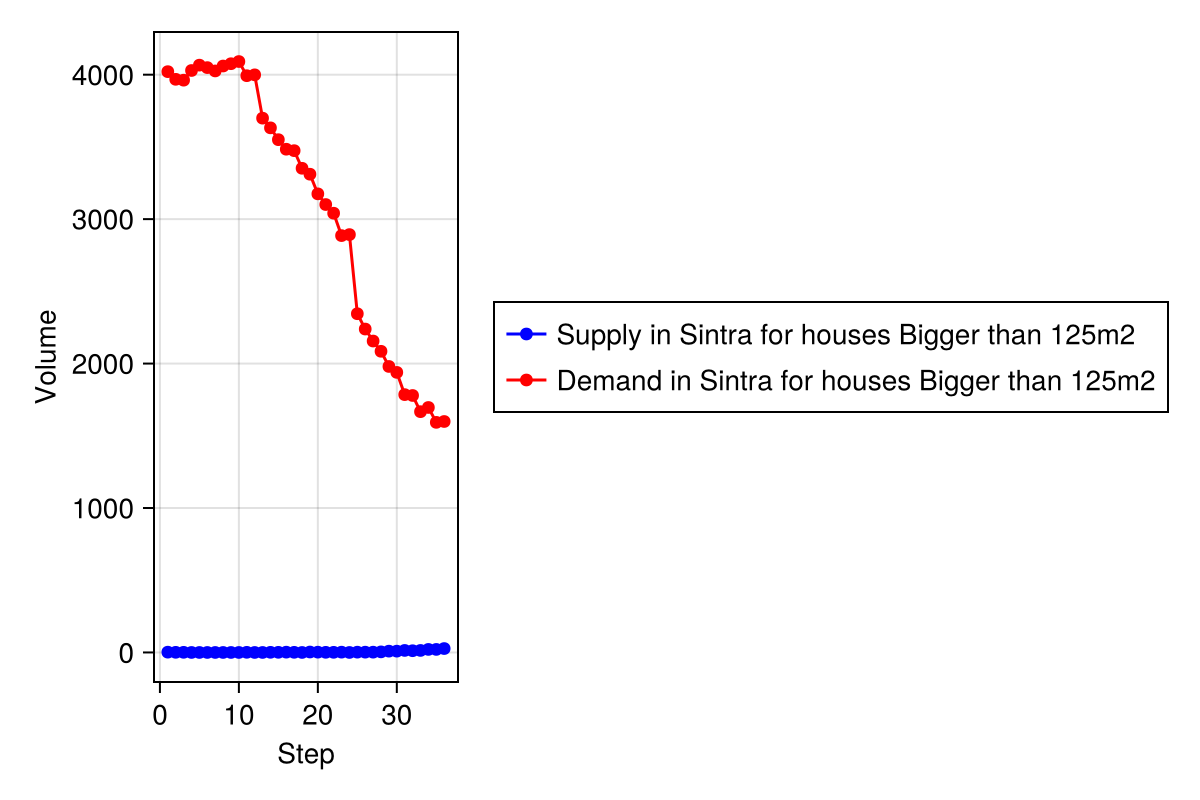 4000
3000
2000
1000
0
Volume
0 10 20 30
Step
Supply in Sintra for houses Bigger than 125m2
Demand in Sintra for houses Bigger than 125m2